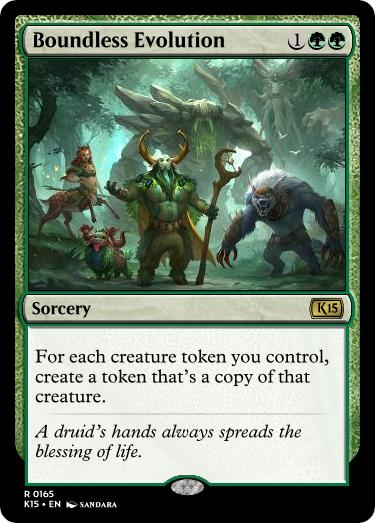 Boundless Evolution 1
Sorcery K15
For each creature token you control,
create a token that's a copy of that
creature.
A druid's hands always spreads the
blessing of life.
R 0165
K15 • EN SANDARA